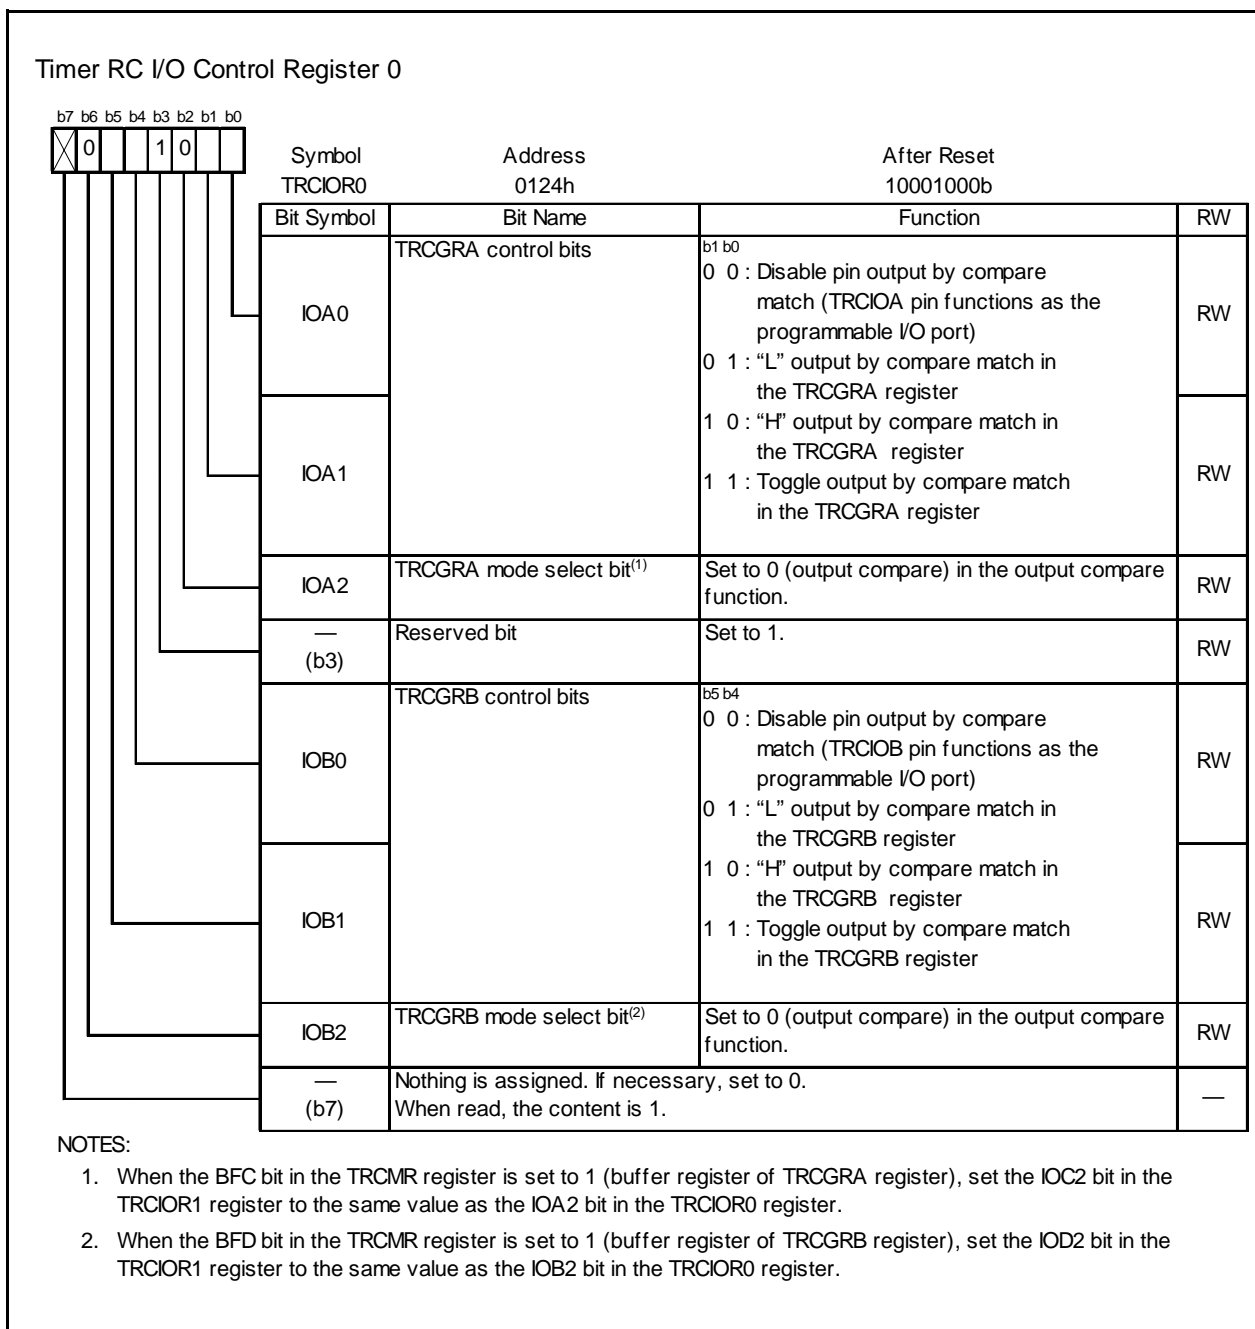 Timer RC I/O Control Register 0
b7 b6 b5 b4 b3 b2 b1 b0
0 1 0
Symbol Address After Reset
TRCIOR0 0124h 10001000b
Bit Symbol Bit Name Function RW
IOA0 TRCGRA control bits b1 b0
0 0 : Disable pin output by compare
match (TRCIOA pin functions as the
programmable I/O port)
RW
0 1 : “L” output by compare match in
the TRCGRA register
1 0 : “H” output by compare match in
the TRCGRA register
IOA1 RW
1 1 : Toggle output by compare match
in the TRCGRA register
IOA2 TRCGRA mode select bit(1) Set to 0 (output compare) in the output compare
function.
RW
— Reserved bit Set to 1.
(b3) RW
TRCGRB control bits b5 b4
0 0 : Disable pin output by compare
match (TRCIOB pin functions as the
IOB0 programmable I/O port) RW
0 1 : “L” output by compare match in
the TRCGRB register
1 0 : “H” output by compare match in
the TRCGRB register
IOB1 1 1 : Toggle output by compare match RW
in the TRCGRB register
IOB2 TRCGRB mode select bit(2) Set to 0 (output compare) in the output compare
function.
RW
— Nothing is assigned. If necessary, set to 0.
(b7) When read, the content is 1. —
NOTES:
1. When the BFC bit in the TRCMR register is set to 1 (buffer register of TRCGRA register), set the IOC2 bit in the
TRCIOR1 register to the same value as the IOA2 bit in the TRCIOR0 register.
2. When the BFD bit in the TRCMR register is set to 1 (buffer register of TRCGRB register), set the IOD2 bit in the
TRCIOR1 register to the same value as the IOB2 bit in the TRCIOR0 register.